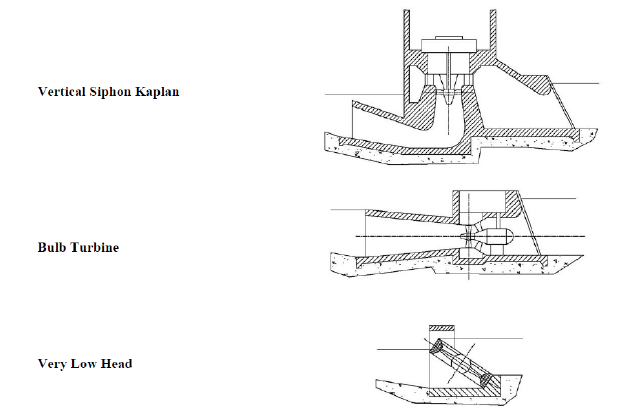 Vertical Siphon Kaplan
Bulb Turbine
Very Low Head